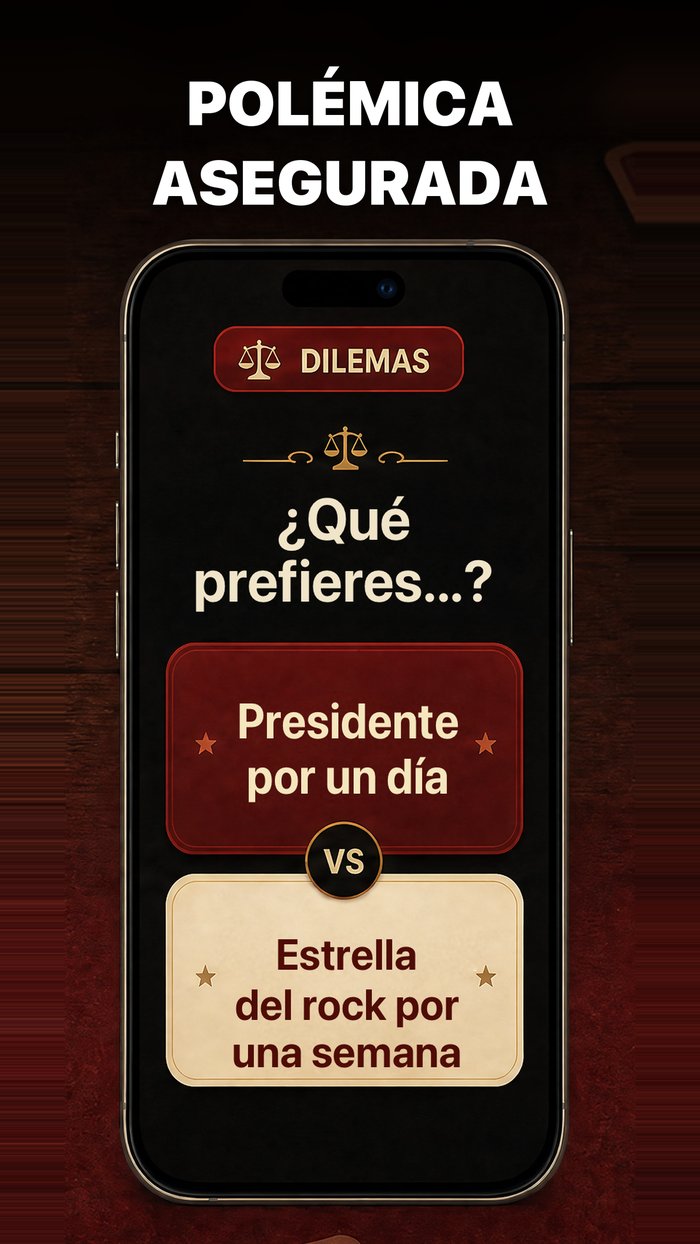 POLÉMICA
ASEGURADA
DILEMAS
¿Qué
prefieres...?
Presidente
por un día
VS
Estrella
del rock por
una semana